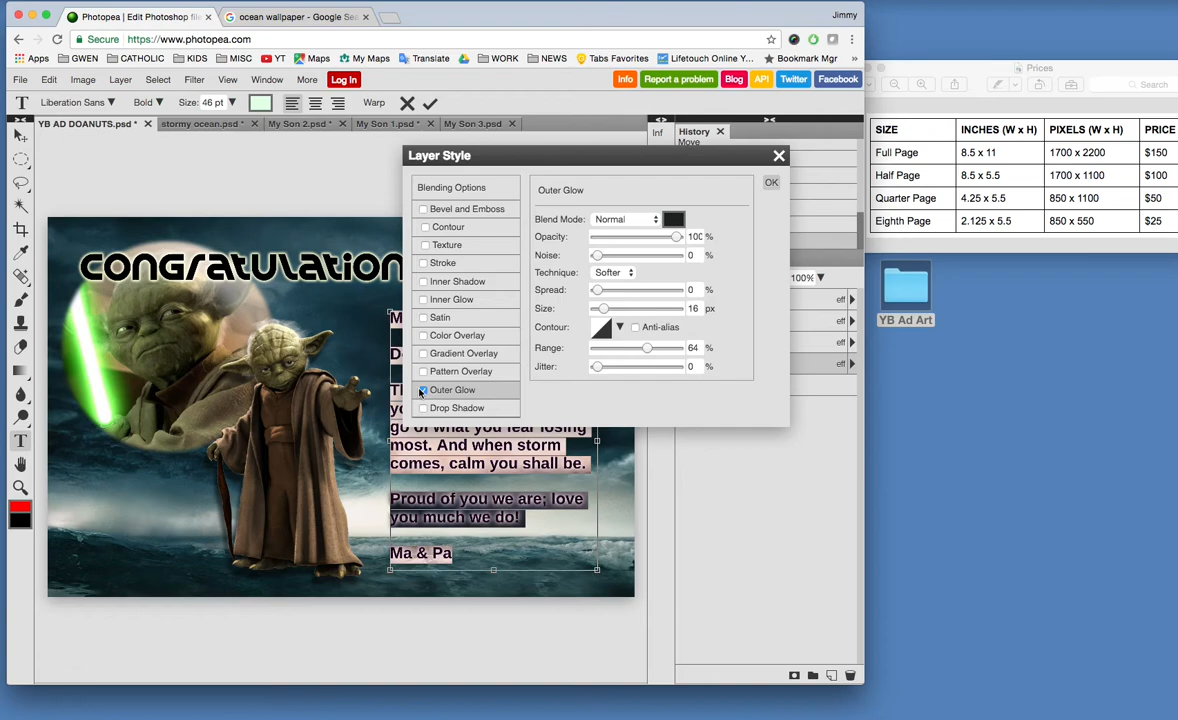 Photopea | Edit Photoshop file
ocean wallpaper - Google Sea
Jimmy
Secure
https://www.photopea.com
Apps
GWEN
CATHOLIC
KIDS
MISC
YT
Maps
My Maps
Translate
WORK
NEWS
Tabs Favorites
Lifetouch Online Y...
Bookmark Mgr
File
Edit
Image
Layer
Select
Filter
View
Window
More
Log In
Info
Report a problem
Blog
API
Twitter
Facebook
Liberation Sans
Bold
Size: 46 pt
Warp
YB AD DOANUTS.psd *
stormy ocean.psd *
My Son 2.psd *
My Son 1.psd *
My Son 3.psd
Inf
History
Move
100%
eff
eff
eff
eff
Layer Style
Blending Options
Bevel and Emboss
Contour
Texture
Stroke
Inner Shadow
Inner Glow
Satin
Color Overlay
Gradient Overlay
Pattern Overlay
Outer Glow
Drop Shadow
Outer Glow
OK
Blend Mode: Normal
Opacity: 100 %
Noise: 0 %
Technique: Softer
Spread: 0 %
Size: 16 px
Contour: Anti-alias
Range: 64 %
Jitter: 0 %
congratulation
go of what you fear losing
most. And when storm
comes, calm you shall be.
Proud of you we are; love
you much we do!
Ma & Pa
Prices
Search
SIZE INCHES (W x H) PIXELS (W x H) PRICE
Full Page 8.5 x 11 1700 x 2200 $150
Half Page 8.5 x 5.5 1700 x 1100 $100
Quarter Page 4.25 x 5.5 850 x 1100 $50
Eighth Page 2.125 x 5.5 850 x 550 $25
YB Ad Art